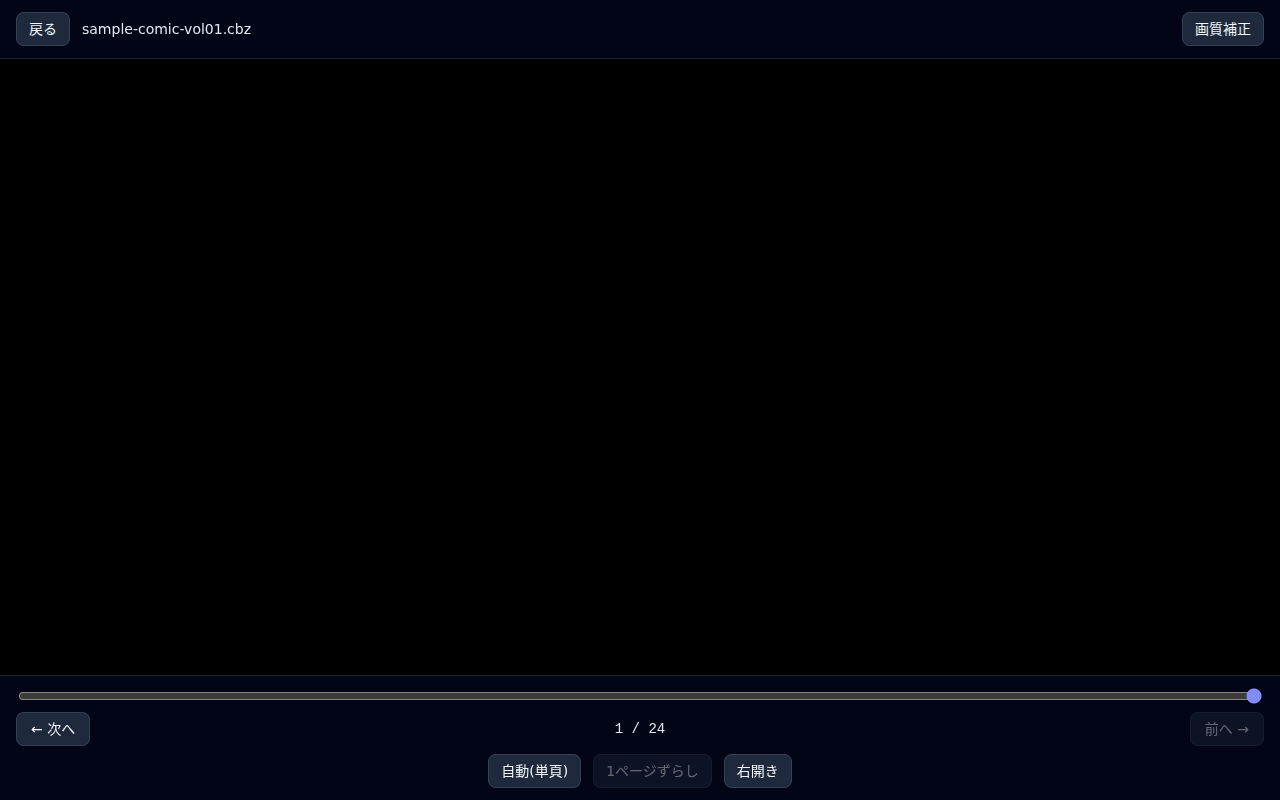 戻る
sample-comic-vol01.cbz
画質補正
← 次へ
1 / 24
前へ →
自動(単頁)
1ページずらし
右開き